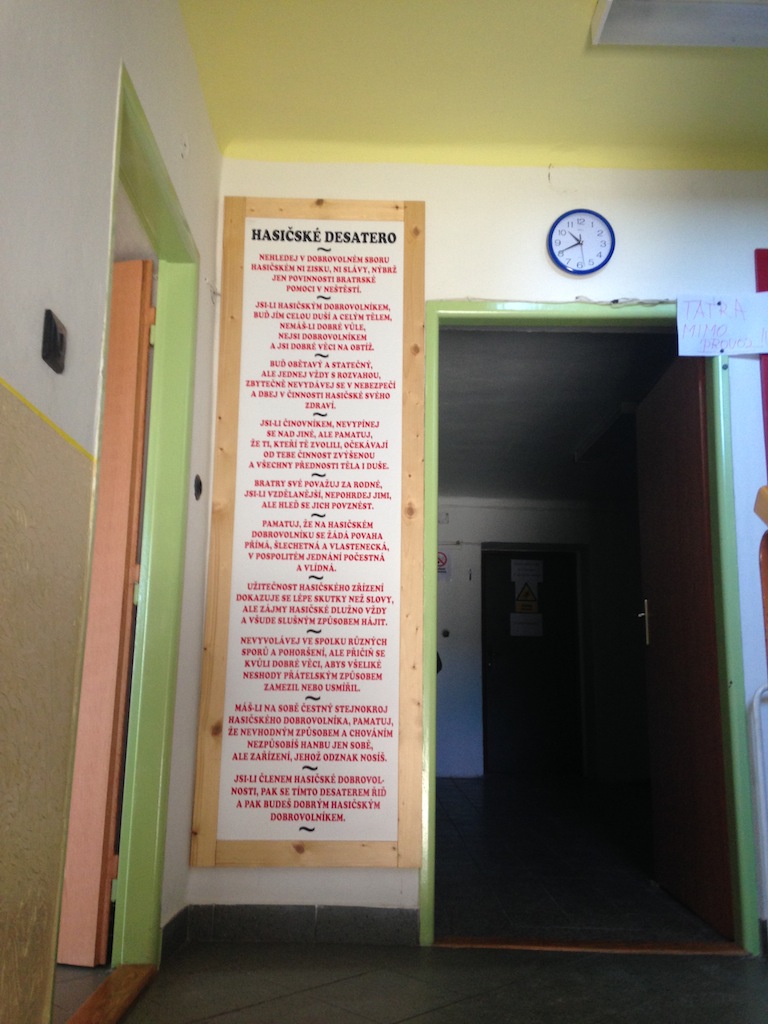 HASIČSKÉ DESATERO
~
NEHLEDEJ V DOBROVOLNÉM SBORU
HASIČSKÉM NI ZISKU, NI SLÁVY, NÝBRŽ
JEN POVINNOSTI BRATRSKÉ
POMOCI V NEŠTĚSTÍ.
~
JSI-LI HASIČSKÝM DOBROVOLNÍKEM,
BUĎ JÍM CELOU DUŠÍ A CELÝM TĚLEM,
NEMÁŠ-LI DOBRÉ VŮLE,
NEJSI DOBROVOLNÍKEM
A JSI DOBRÉ VĚCI NA OBTÍŽ.
~
BUĎ OBĚTAVÝ A STATEČNÝ,
ALE JEDNEJ VŽDY S ROZVAHOU,
ZBYTEČNĚ NEVYDÁVEJ SE V NEBEZPEČÍ
A DBEJ V ČINNOSTI HASIČSKÉ SVÉHO
ZDRAVÍ.
~
JSI-LI ČINOVNÍKEM, NEVYPÍNEJ
SE NAD JINÉ, ALE PAMATUJ,
ŽE TI, KTEŘÍ TĚ ZVOLILI, OČEKÁVAJÍ
OD TEBE ČINNOST ZVÝŠENOU
A VŠECHNY PŘEDNOSTI TĚLA I DUŠE.
~
BRATRY SVÉ POVAŽUJ ZA RODNÉ,
JSI-LI VZDĚLANĚJŠÍ, NEPOHRDEJ JIMI,
ALE HLEĎ SE JICH POVZNÉST.
~
PAMATUJ, ŽE NA HASIČSKÉM
DOBROVOLNÍKU SE ŽÁDÁ POVAHA
PŘÍMÁ, ŠLECHETNÁ A VLASTENECKÁ,
V POSPOLITÉM JEDNÁNÍ POČESTNÁ
A VLÍDNÁ.
~
UŽITEČNOST HASIČSKÉHO ZŘÍZENÍ
DOKAZUJE SE LÉPE SKUTKY NEŽ SLOVY,
ALE ZÁJMY HASIČSKÉ DLUŽNO VŽDY
A VŠUDE SLUŠNÝM ZPŮSOBEM HÁJIT.
~
NEVYVOLÁVEJ VE SPOLKU RŮZNÝCH
SPORŮ A POHORŠENÍ, ALE PŘIČIŇ SE
KVŮLI DOBRÉ VĚCI, ABYS VŠELIKÉ
NESHODY PŘÁTELSKÝM ZPŮSOBEM
ZAMEZIL NEBO USMÍŘIL.
~
MÁŠ-LI NA SOBĚ ČESTNÝ STEJNOKROJ
HASIČSKÉHO DOBROVOLNÍKA, PAMATUJ,
ŽE NEVHODNÝM ZPŮSOBEM A CHOVÁNÍM
NEZPŮSOBÍŠ HANBU JEN SOBĚ,
ALE ZAŘÍZENÍ, JEHOŽ ODZNAK NOSÍŠ.
~
JSI-LI ČLENEM HASIČSKÉ DOBROVOL-
NOSTI, PAK SE TÍMTO DESATEREM ŘIĎ
A PAK BUDEŠ DOBRÝM HASIČSKÝM
DOBROVOLNÍKEM.
~
TATRA
MIMO
PROVOZ !!